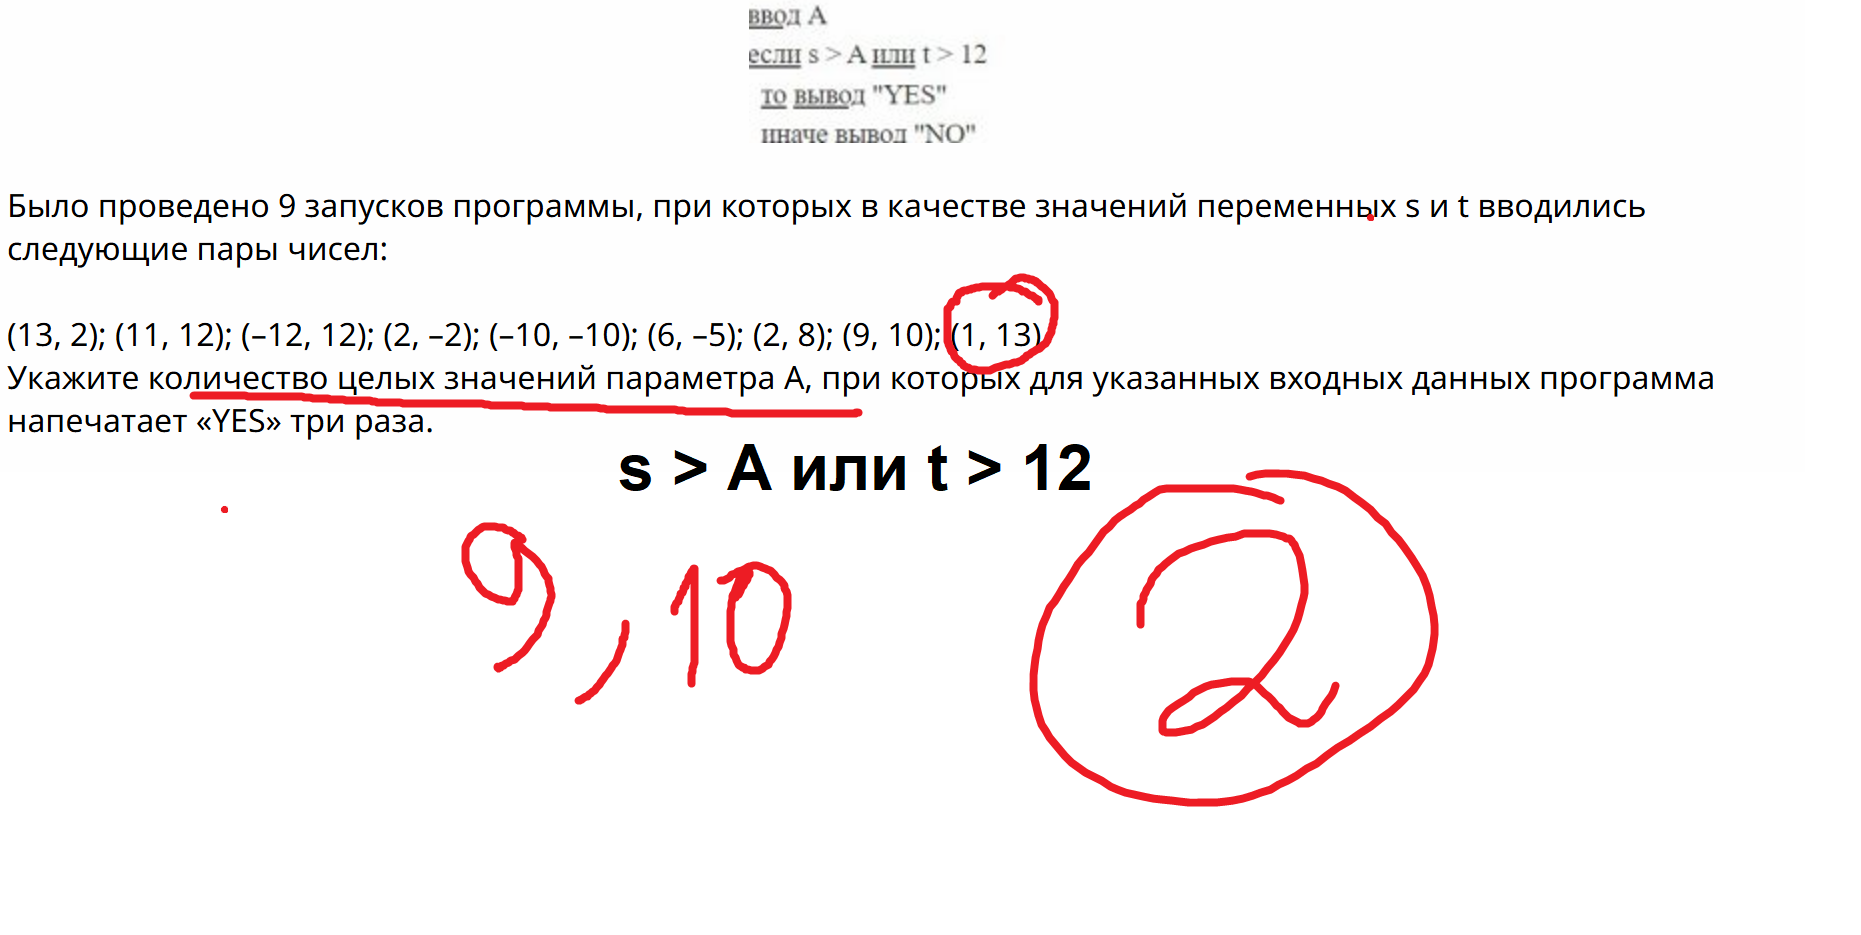 ввод A
если s > A или t > 12
то вывод "YES"
иначе вывод "NO"
Было проведено 9 запусков программы, при которых в качестве значений переменных s и t вводились
следующие пары чисел:
(13, 2); (11, 12); (–12, 12); (2, –2); (–10, –10); (6, –5); (2, 8); (9, 10); (1, 13)
Укажите количество целых значений параметра A, при которых для указанных входных данных программа
напечатает «YES» три раза.
s > A или t > 12
9, 10
2